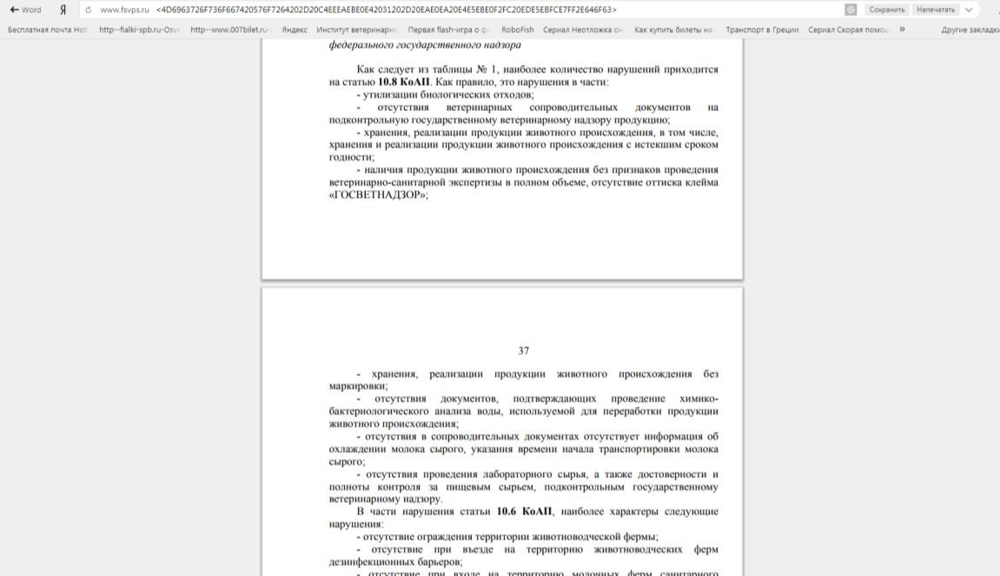 Word
Я
www.fsvps.ru <4D6963726F736F667420576F7264202D20C4EEEAEBE0E42031202D20EAE0EA20E4E5EBE0F2FC20EDE5EBFCE7FF2E646F63>
Сохранить
Напечатать
Бесплатная почта Hot
http--fialki-spb.ru-Osve
http--www.007bilet.ru-
Яндекс
Институт ветеринарно
Первая flash-игра о ф
RoboFish
Сериал Неотложка он
Как купить билеты на
Транспорт в Греции
Сериал Скорая помощ
»
Другие закладки
федерального государственного надзора
Как следует из таблицы № 1, наиболее количество нарушений приходится
на статью 10.8 КоАП. Как правило, это нарушения в части:
- утилизации биологических отходов;
- отсутствия ветеринарных сопроводительных документов на
подконтрольную государственному ветеринарному надзору продукцию;
- хранения, реализации продукции животного происхождения, в том числе,
хранения и реализации продукции животного происхождения с истекшим сроком
годности;
- наличия продукции животного происхождения без признаков проведения
ветеринарно-санитарной экспертизы в полном объеме, отсутствие оттиска клейма
«ГОСВЕТНАДЗОР»;
37
- хранения, реализации продукции животного происхождения без
маркировки;
- отсутствия документов, подтверждающих проведение химико-
бактериологического анализа воды, используемой для переработки продукции
животного происхождения;
- отсутствия в сопроводительных документах отсутствует информация об
охлаждении молока сырого, указания времени начала транспортировки молока
сырого;
- отсутствия проведения лабораторного сырья, а также достоверности и
полноты контроля за пищевым сырьем, подконтрольным государственному
ветеринарному надзору.
В части нарушения статьи 10.6 КоАП, наиболее характеры следующие
нарушения:
- отсутствие ограждения территории животноводческой фермы;
- отсутствие при въезде на территорию животноводческих ферм
дезинфекционных барьеров;
- отсутствие при входе на территорию молочных ферм санитарного